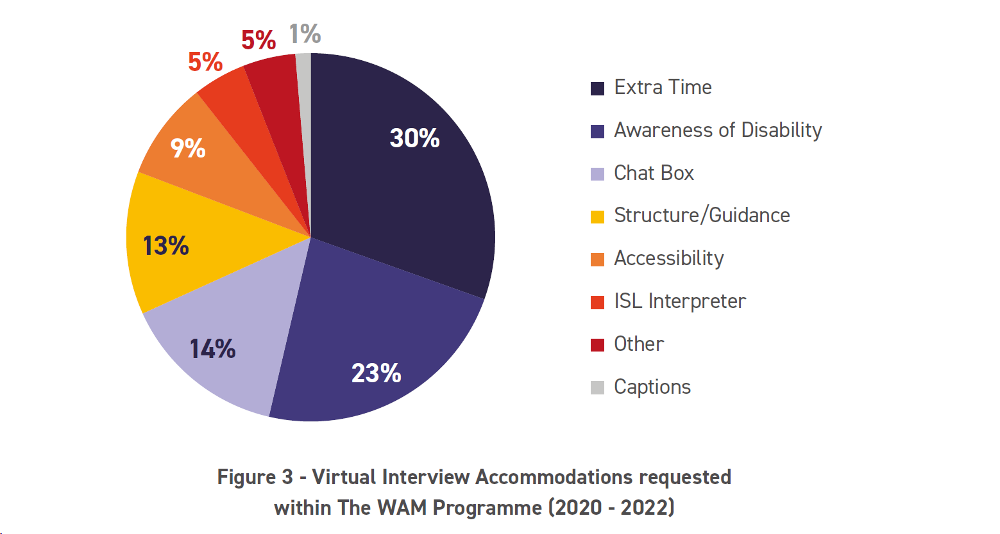 1%
5%
5%
30%
9%
13%
14%
23%
Extra Time
Awareness of Disability
Chat Box
Structure/Guidance
Accessibility
ISL Interpreter
Other
Captions
Figure 3 - Virtual Interview Accommodations requested
within The WAM Programme (2020 - 2022)